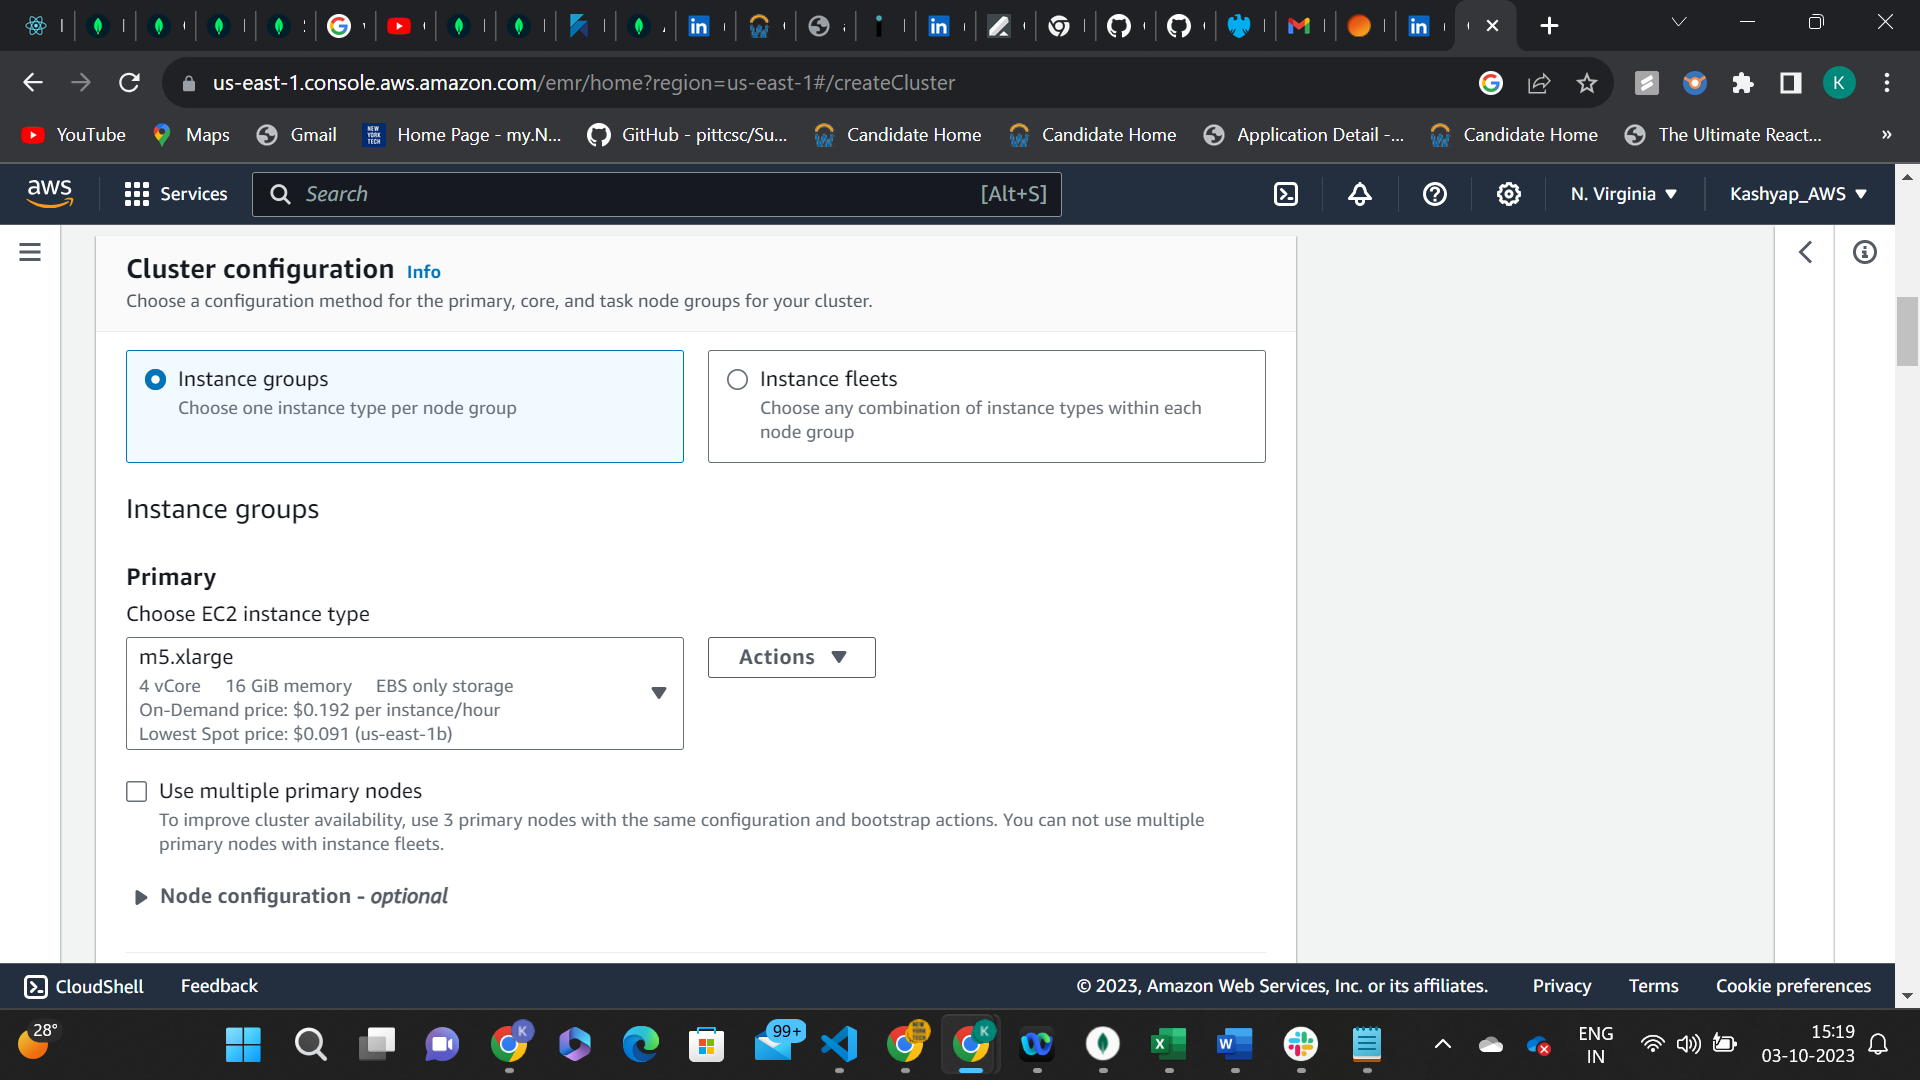 us-east-1.console.aws.amazon.com/emr/home?region=us-east-1#/createCluster
K
YouTube
Maps
Gmail
NEW YORK TECH
Home Page - my.N...
GitHub - pittcsc/Su...
Candidate Home
Candidate Home
Application Detail -...
Candidate Home
The Ultimate React...
»
aws
Services
Search
[Alt+S]
N. Virginia
Kashyap_AWS
Cluster configuration Info
Choose a configuration method for the primary, core, and task node groups for your cluster.
Instance groups
Choose one instance type per node group
Instance fleets
Choose any combination of instance types within each
node group
Instance groups
Primary
Choose EC2 instance type
m5.xlarge
4 vCore 16 GiB memory EBS only storage
On-Demand price: $0.192 per instance/hour
Lowest Spot price: $0.091 (us-east-1b)
Actions
Use multiple primary nodes
To improve cluster availability, use 3 primary nodes with the same configuration and bootstrap actions. You can not use multiple
primary nodes with instance fleets.
Node configuration - optional
CloudShell
Feedback
© 2023, Amazon Web Services, Inc. or its affiliates.
Privacy
Terms
Cookie preferences
28°
99+
ENG
IN
15:19
03-10-2023